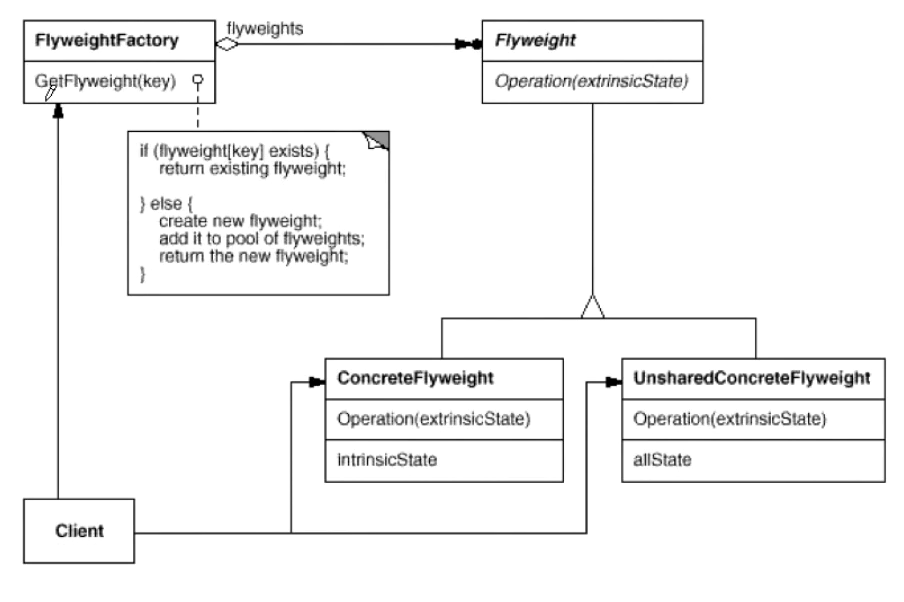 flyweights
FlyweightFactory
Flyweight
GetFlyweight(key)
Operation(extrinsicState)
if (flyweight[key] exists) {
return existing flyweight;
} else {
create new flyweight;
add it to pool of flyweights;
return the new flyweight;
}
ConcreteFlyweight
UnsharedConcreteFlyweight
Operation(extrinsicState)
Operation(extrinsicState)
intrinsicState
allState
Client